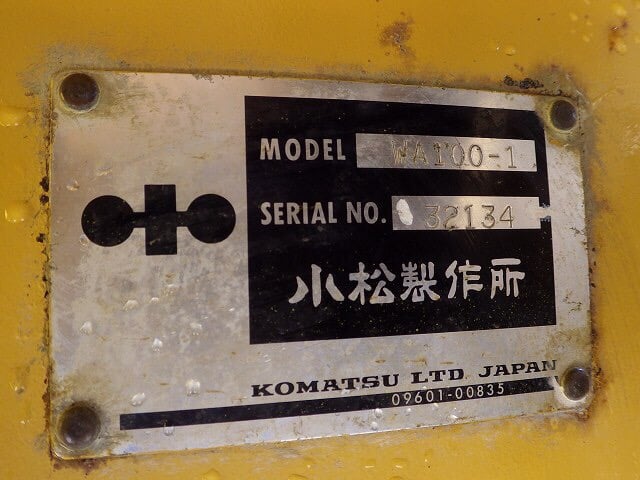 MODEL WA100-1
SERIAL NO. 32134
小松製作所
KOMATSU LTD JAPAN
09601-00835